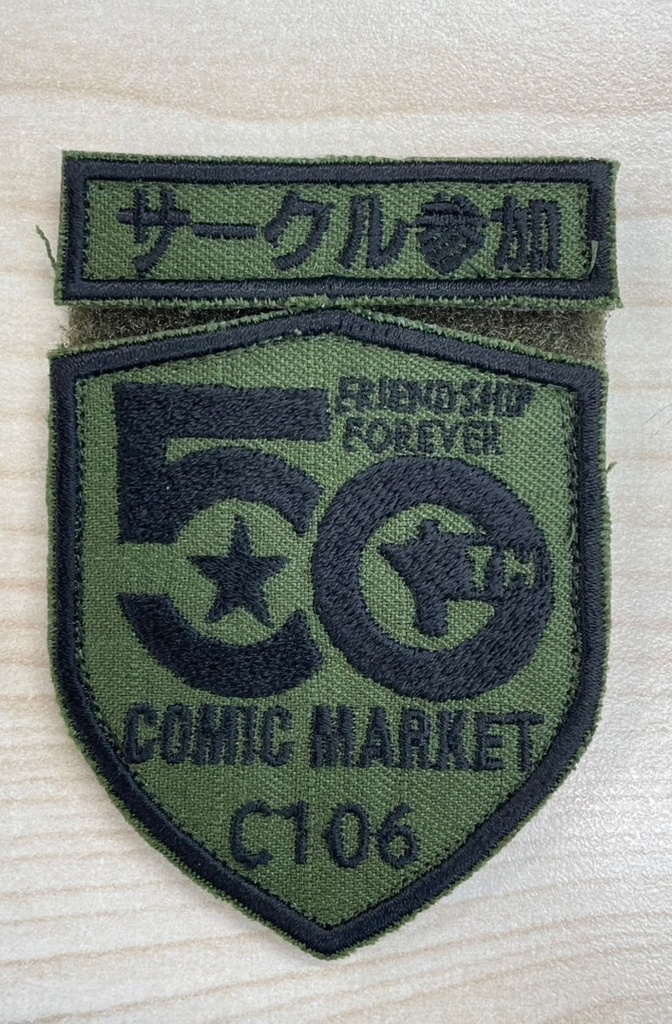 サークル参加
FRIENDSHIP
FOREVER
50
TH
COMIC MARKET
C106